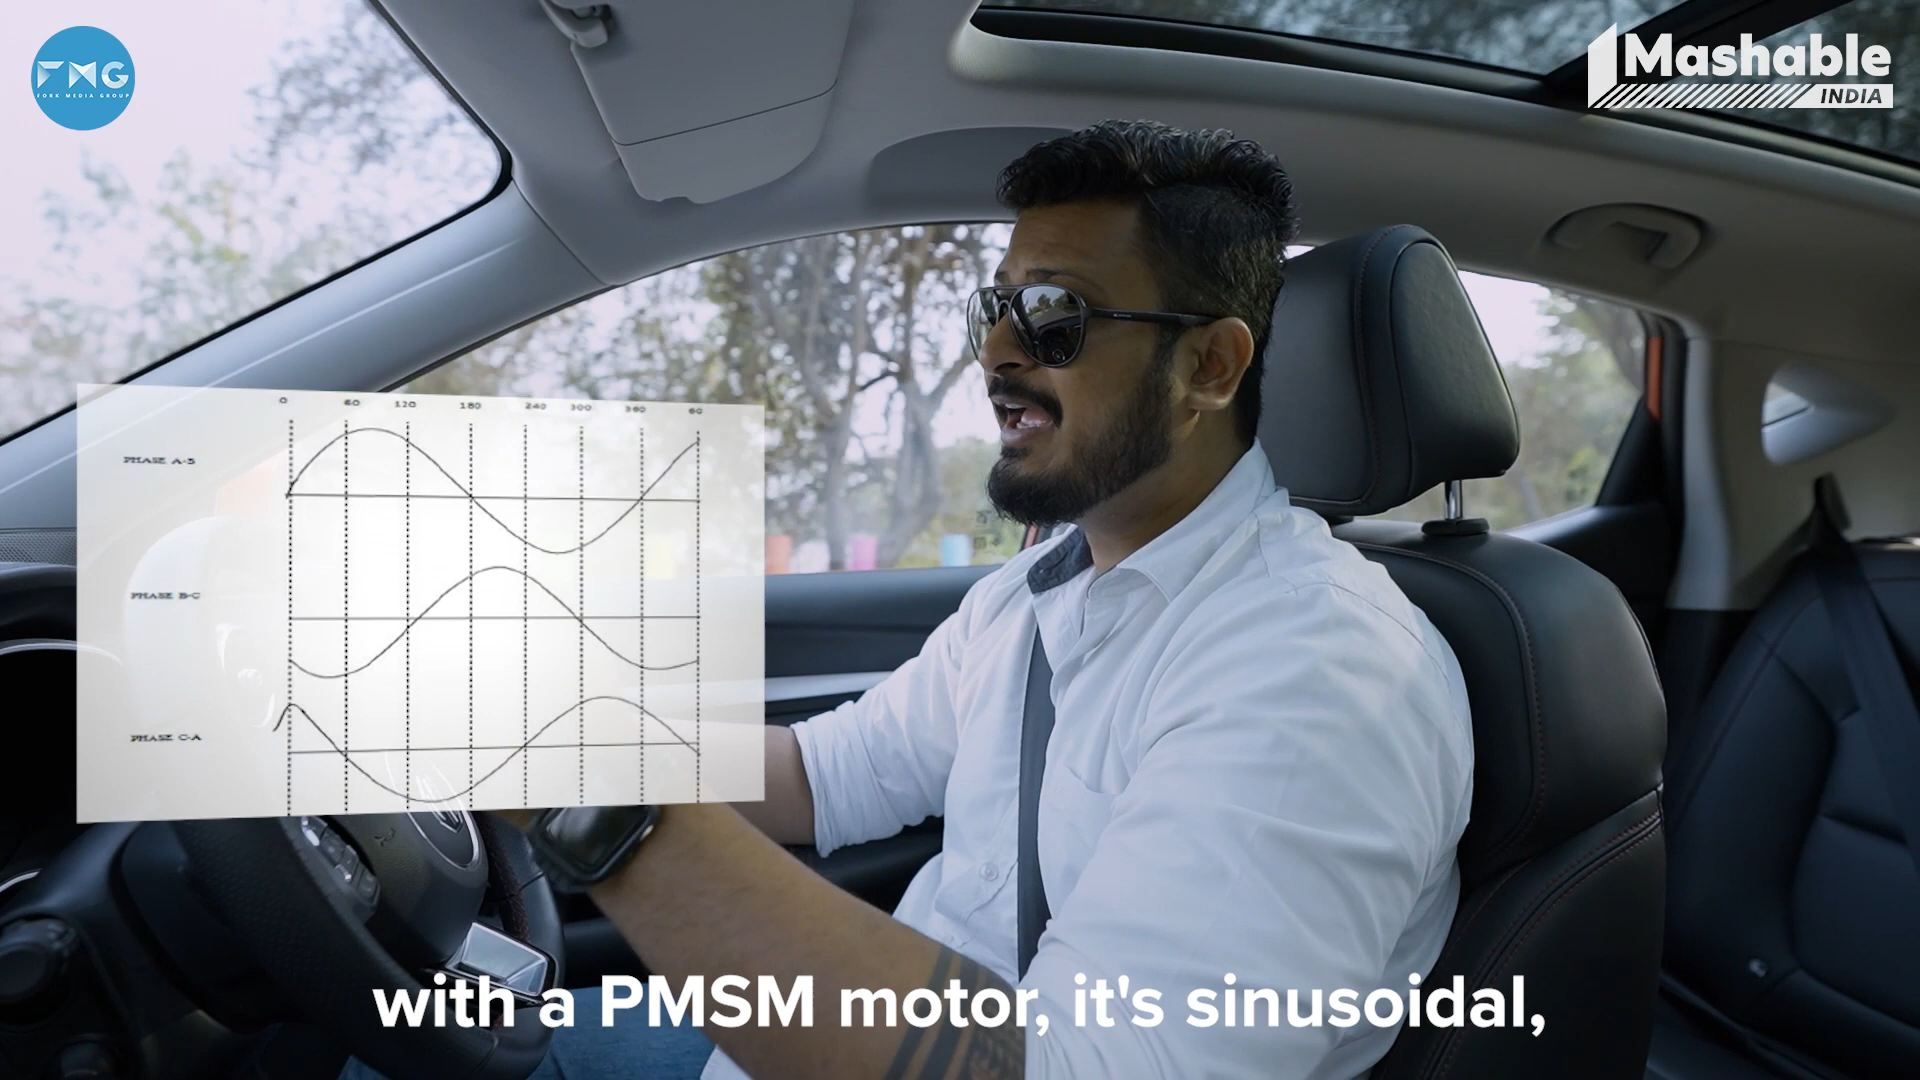 FMG
FORK MEDIA GROUP
Mashable
INDIA
0 60 120 180 240 300 360 60
PHASE A-B
PHASE B-C
PHASE C-A
with a PMSM motor, it's sinusoidal,